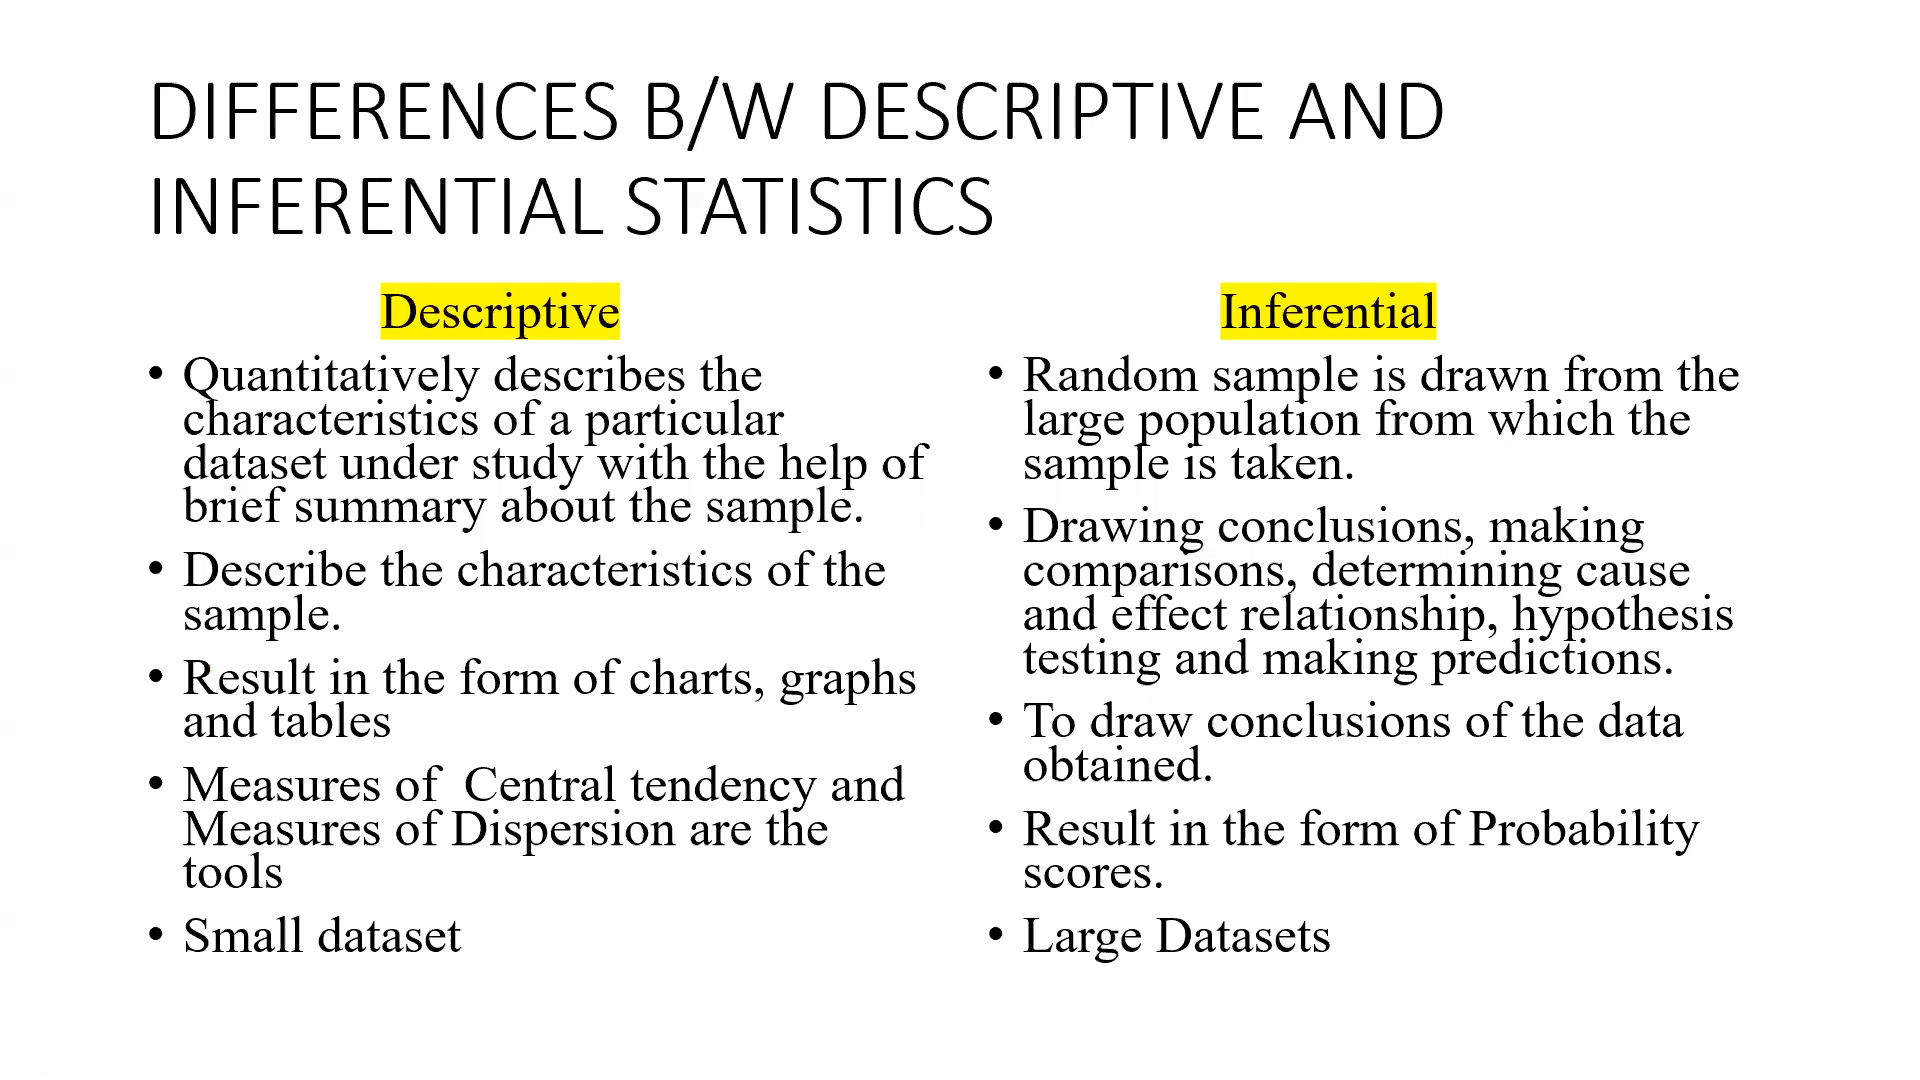 DIFFERENCES B/W DESCRIPTIVE AND
INFERENTIAL STATISTICS
Descriptive
• Quantitatively describes the
characteristics of a particular
dataset under study with the help of
brief summary about the sample.
• Describe the characteristics of the
sample.
• Result in the form of charts, graphs
and tables
• Measures of  Central tendency and
Measures of Dispersion are the
tools
• Small dataset
Inferential
• Random sample is drawn from the
large population from which the
sample is taken.
• Drawing conclusions, making
comparisons, determining cause
and effect relationship, hypothesis
testing and making predictions.
• To draw conclusions of the data
obtained.
• Result in the form of Probability
scores.
• Large Datasets